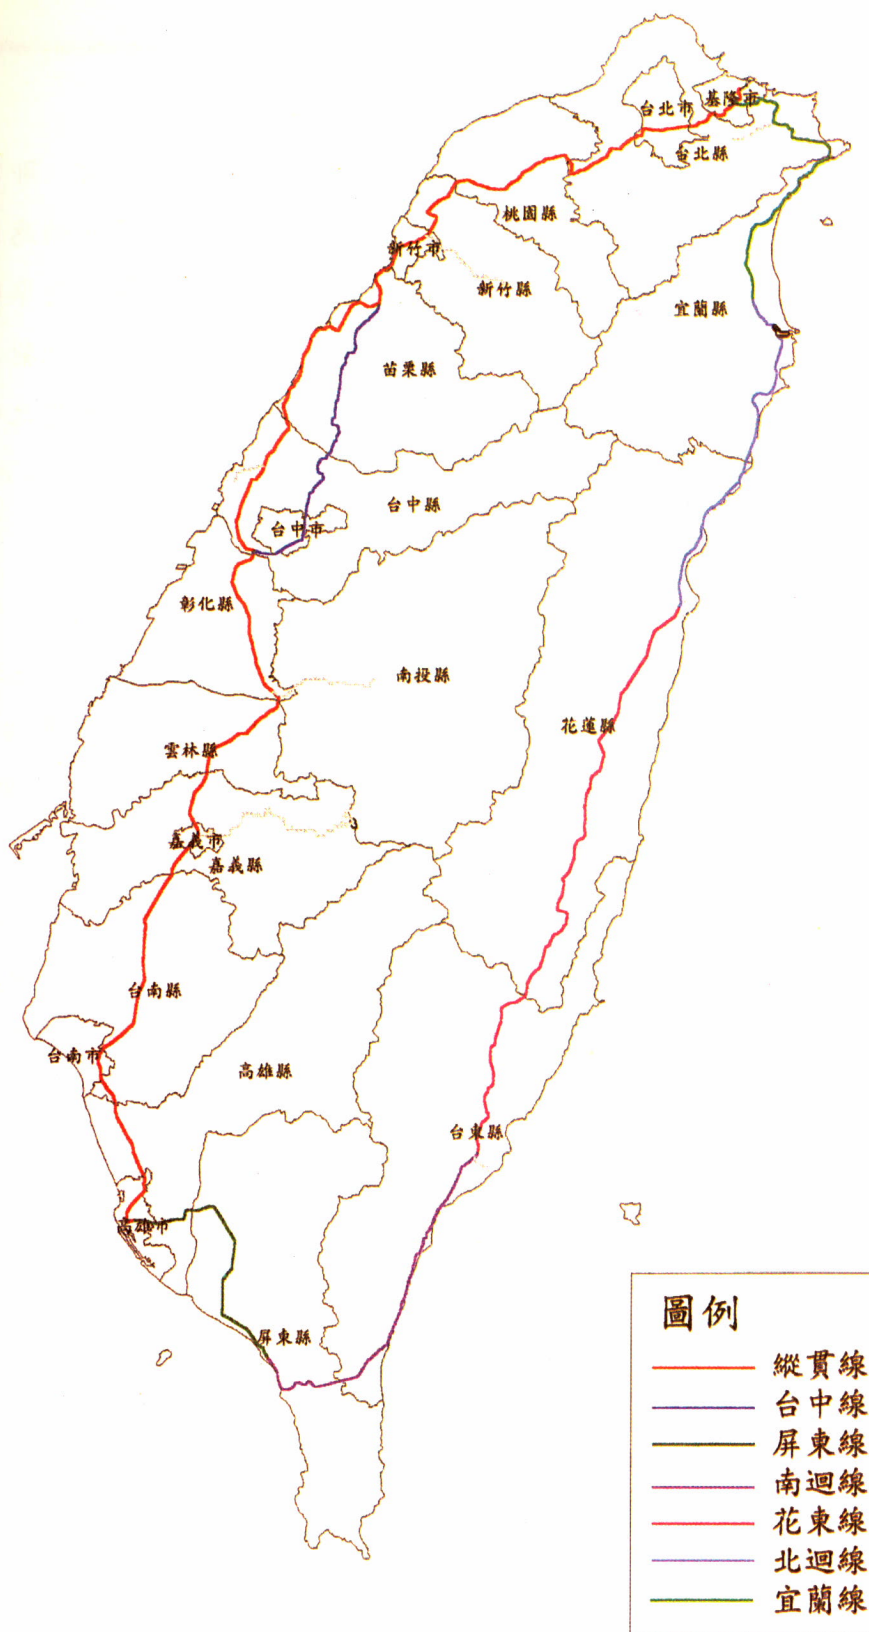 基隆市
台北市
台北縣
桃園縣
新竹市
新竹縣
宜蘭縣
苗栗縣
台中縣
台中市
彰化縣
南投縣
花蓮縣
雲林縣
嘉義市
嘉義縣
台南縣
台南市
高雄縣
台東縣
高雄市
屏東縣
圖例
縱貫線
台中線
屏東線
南迴線
花東線
北迴線
宜蘭線